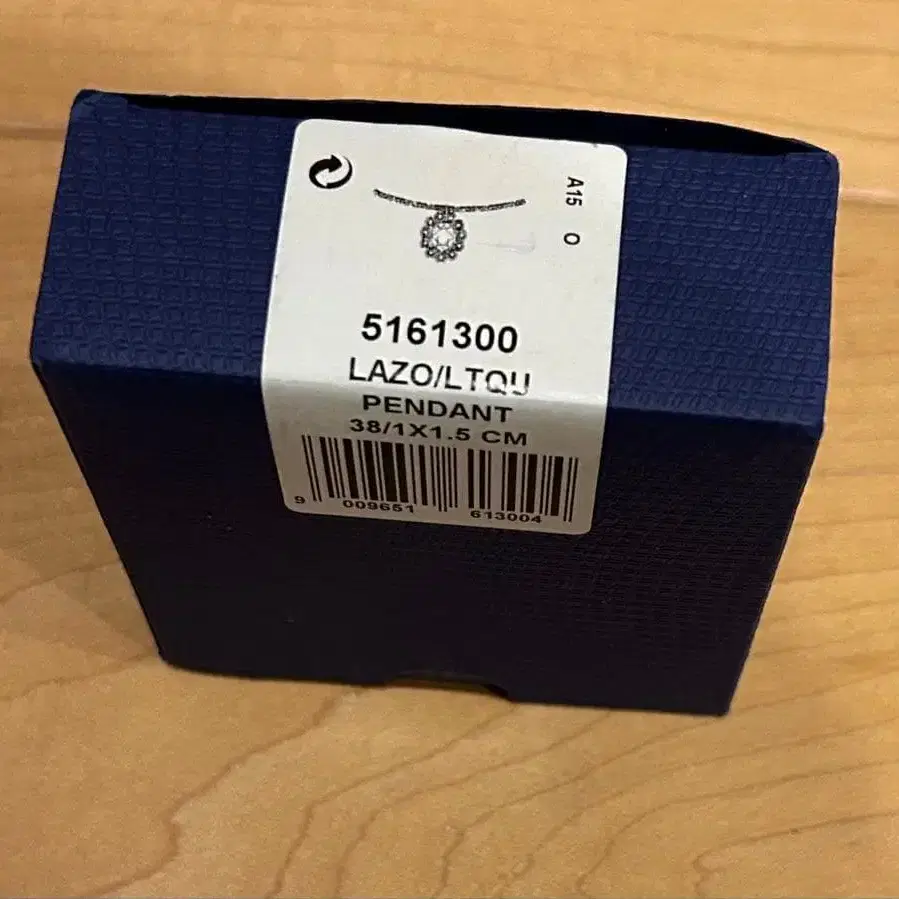 A15 O
5161300
LAZO/LTQU
PENDANT
38/1X1.5 CM
9 009651 613004